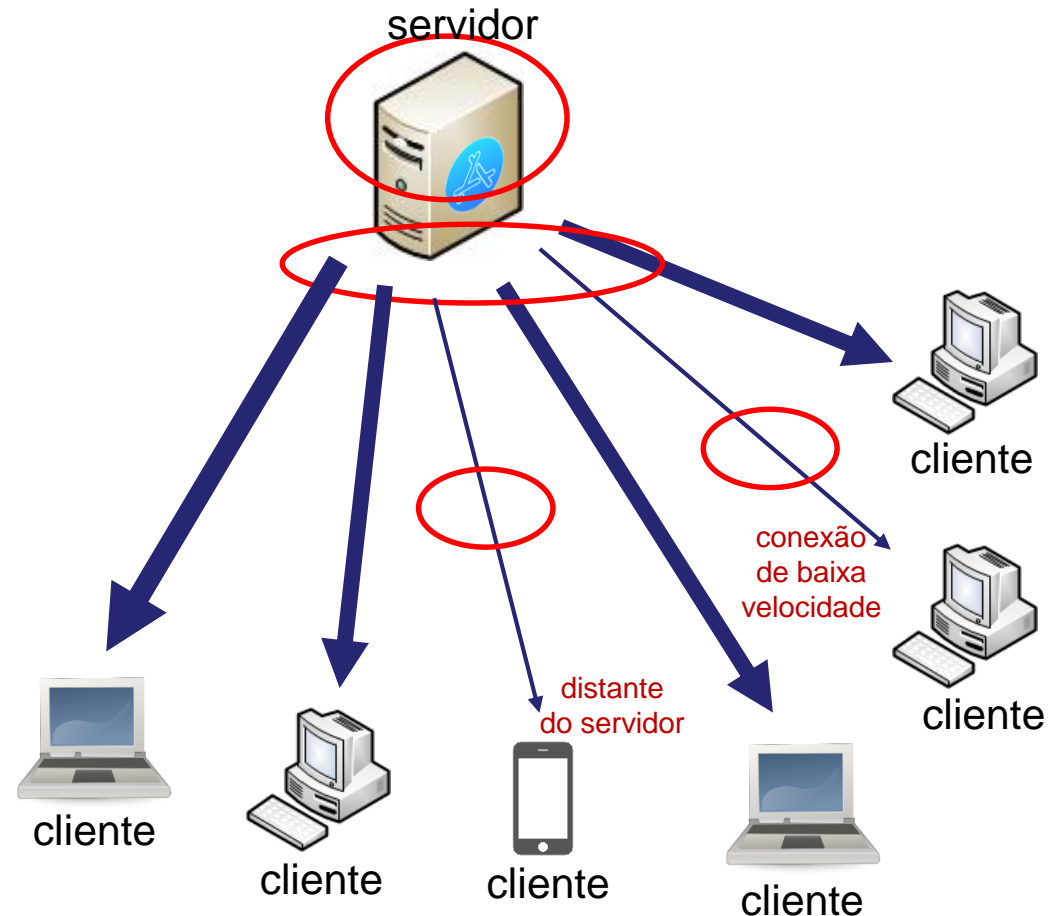 servidor
cliente
conexão
de baixa
velocidade
distante
do servidor
cliente
cliente
cliente
cliente
cliente